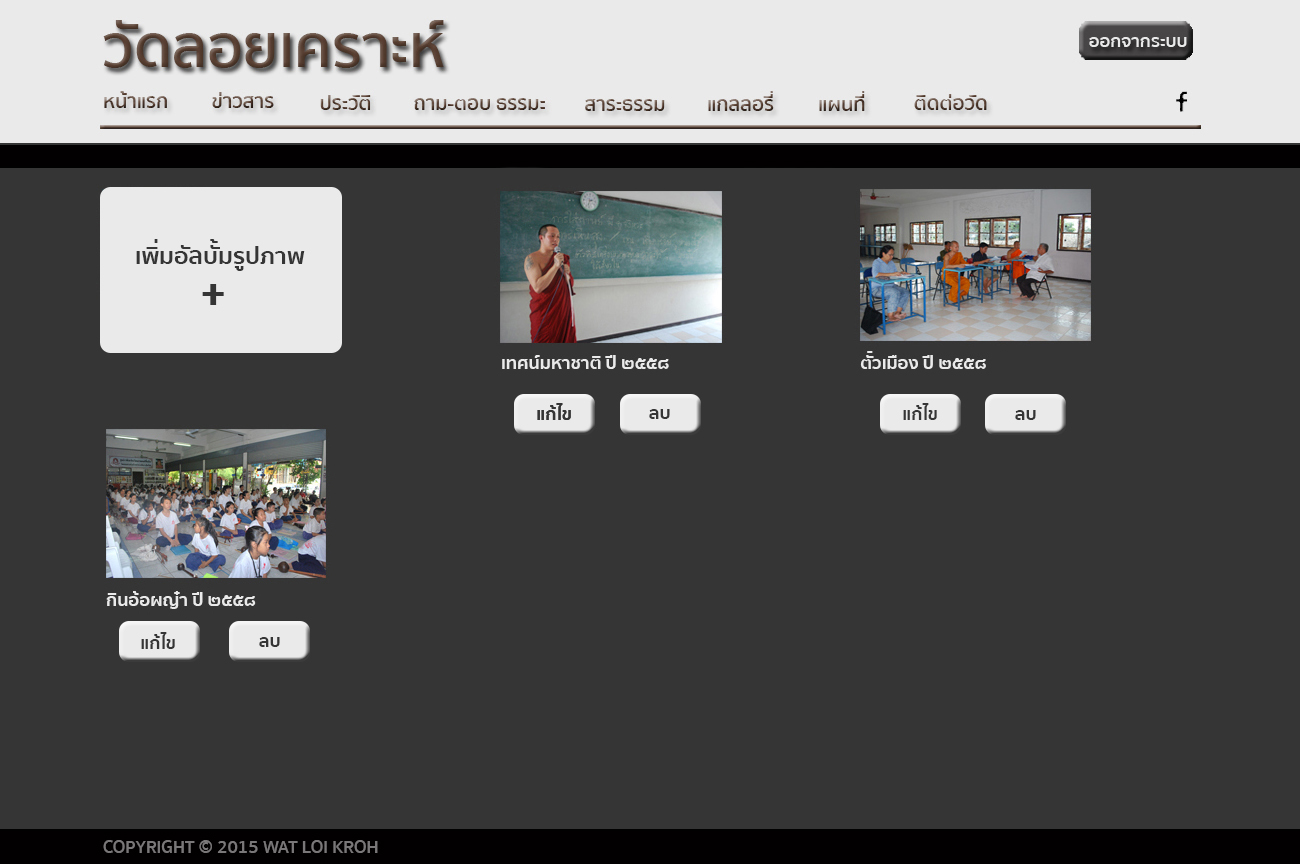 วัดลอยเคราะห์
ออกจากระบบ
หน้าแรก ข่าวสาร ประวิติ ถาม-ตอบ ธรรมะ สาระธรรม แกลลอรี่ แผนที่ ติดต่อวัด f
เพิ่มอัลบั้มรูปภาพ
+
เทศน์มหาชาติ ปี ๒๕๕๘
แก้ไข ลบ
ตั๋วเมือง ปี ๒๕๕๘
แก้ไข ลบ
กินอ้อผญ๋า ปี ๒๕๕๘
แก้ไข ลบ
COPYRIGHT © 2015 WAT LOI KROH